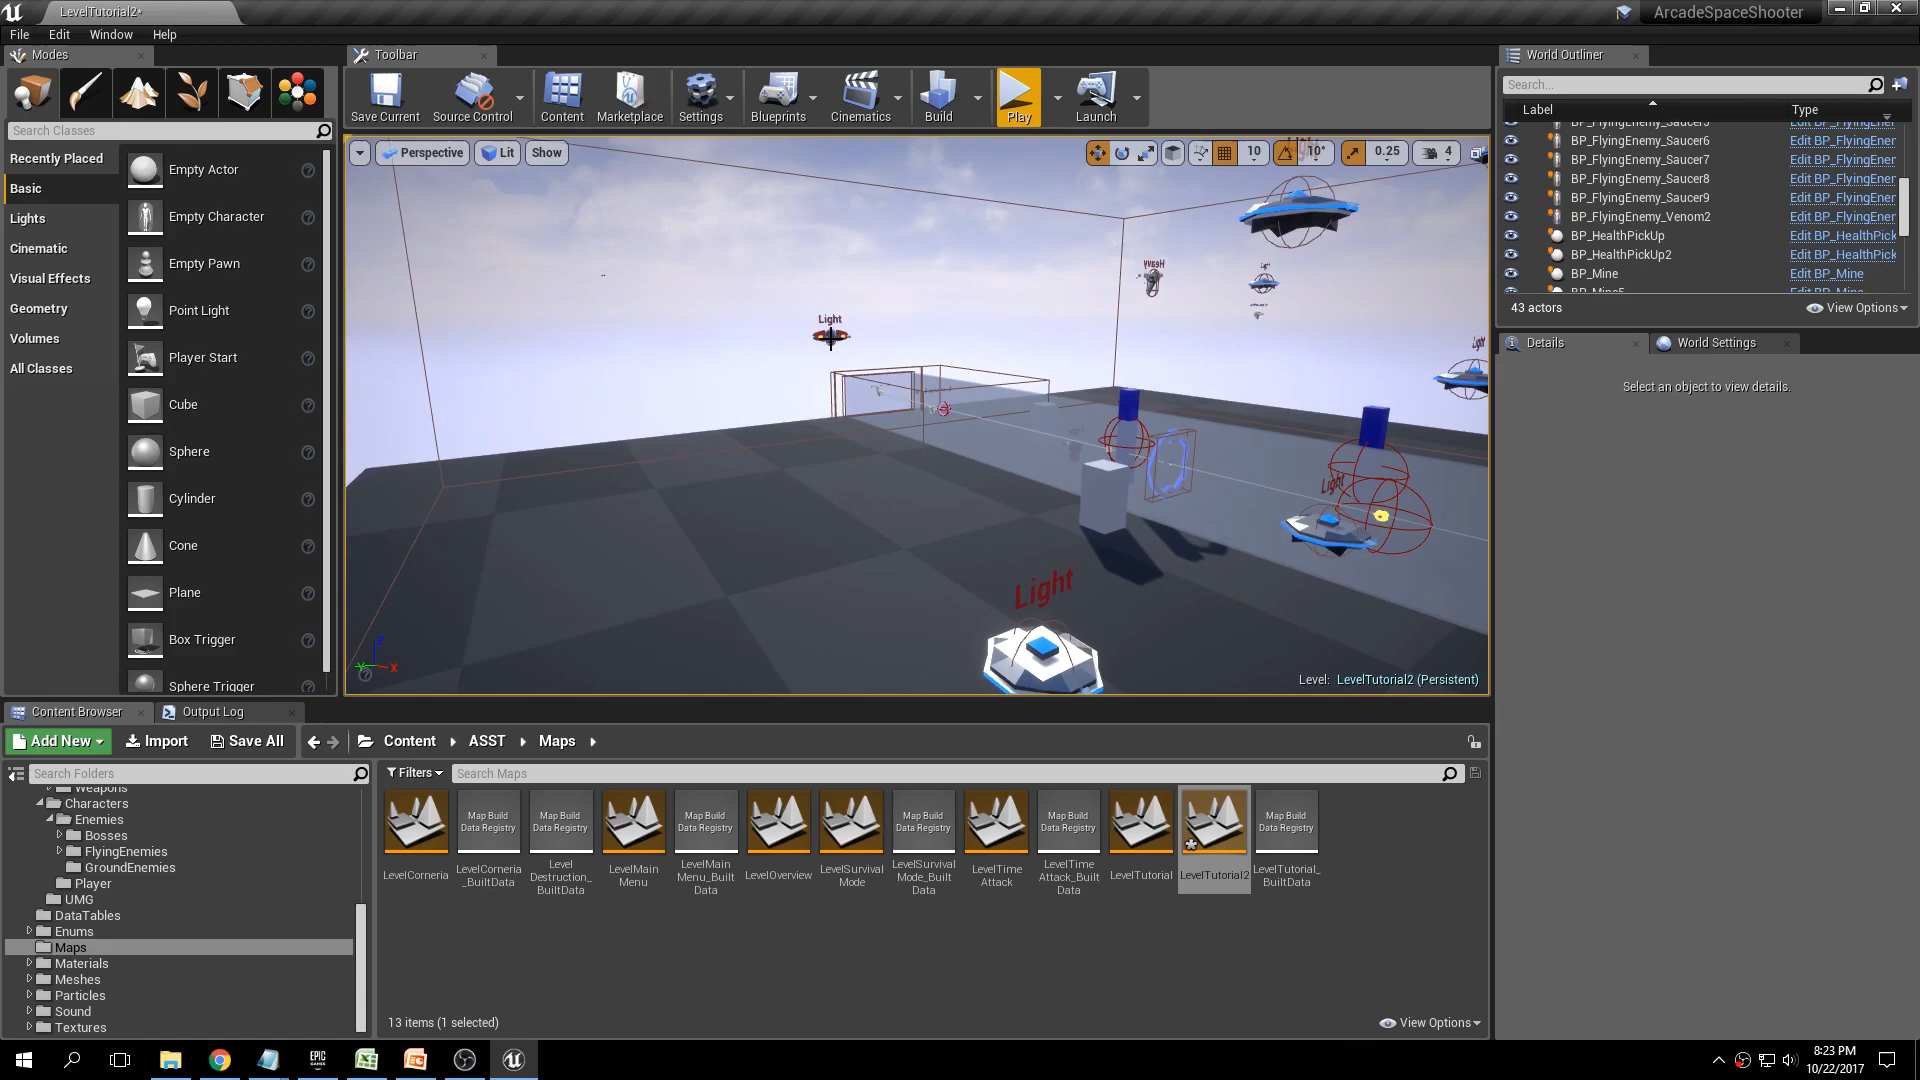 LevelTutorial2*
ArcadeSpaceShooter
File Edit Window Help
Modes
Toolbar
World Outliner
Save Current Source Control Content Marketplace Settings Blueprints Cinematics Build Play Launch
Search Classes
Recently Placed
Basic
Lights
Cinematic
Visual Effects
Geometry
Volumes
All Classes
Empty Actor
Empty Character
Empty Pawn
Point Light
Player Start
Cube
Sphere
Cylinder
Cone
Plane
Box Trigger
Sphere Trigger
Perspective Lit Show
10 10° 0.25 4
Light
Heavy
Light
Light
Light
Level: LevelTutorial2 (Persistent)
Search...
Label Type
BP_FlyingEnemy_Saucer5 Edit BP_FlyingEner
BP_FlyingEnemy_Saucer6 Edit BP_FlyingEner
BP_FlyingEnemy_Saucer7 Edit BP_FlyingEner
BP_FlyingEnemy_Saucer8 Edit BP_FlyingEner
BP_FlyingEnemy_Saucer9 Edit BP_FlyingEner
BP_FlyingEnemy_Venom2 Edit BP_FlyingEner
BP_HealthPickUp Edit BP_HealthPick
BP_HealthPickUp2 Edit BP_HealthPick
BP_Mine Edit BP_Mine
BP_Mine5 Edit BP_Mine
43 actors
View Options
Details
World Settings
Select an object to view details.
Content Browser
Output Log
Add New Import Save All Content ASST Maps
Search Folders
Filters
Search Maps
Weapons
Characters
Enemies
Bosses
FlyingEnemies
GroundEnemies
Player
UMG
DataTables
Enums
Maps
Materials
Meshes
Particles
Sound
Textures
LevelCorneria
Map Build
Data Registry
LevelCorneria
_BuiltData
Map Build
Data Registry
Level
Destruction_
BuiltData
LevelMain
Menu
Map Build
Data Registry
LevelMain
Menu_Built
Data
LevelOverview
LevelSurvival
Mode
Map Build
Data Registry
LevelSurvival
Mode_Built
Data
LevelTime
Attack
Map Build
Data Registry
LevelTime
Attack_Built
Data
LevelTutorial
LevelTutorial2
Map Build
Data Registry
LevelTutorial_
BuiltData
13 items (1 selected)
View Options
EPIC
GAMES
8:23 PM
10/22/2017